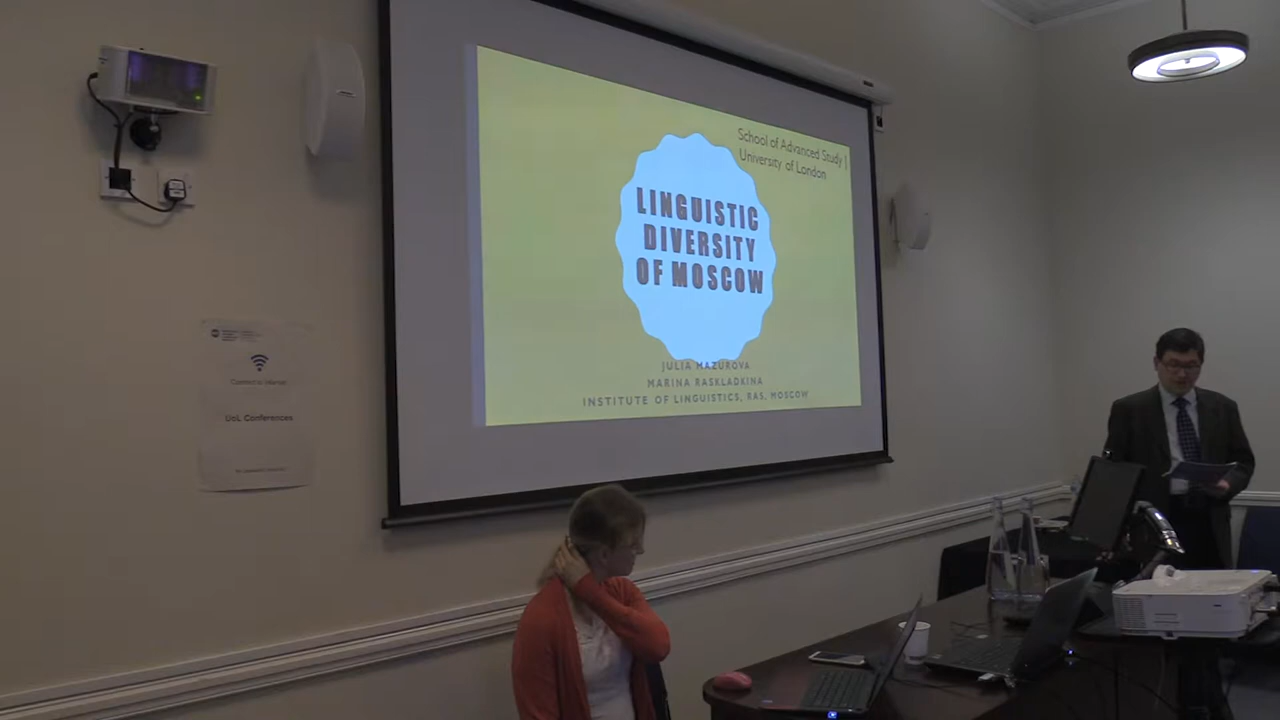 School of Advanced Study |
University of London
LINGUISTIC
DIVERSITY
OF MOSCOW
JULIA MAZUROVA
MARINA RASKLADKINA
INSTITUTE OF LINGUISTICS, RAS, MOSCOW
UoL Conferences